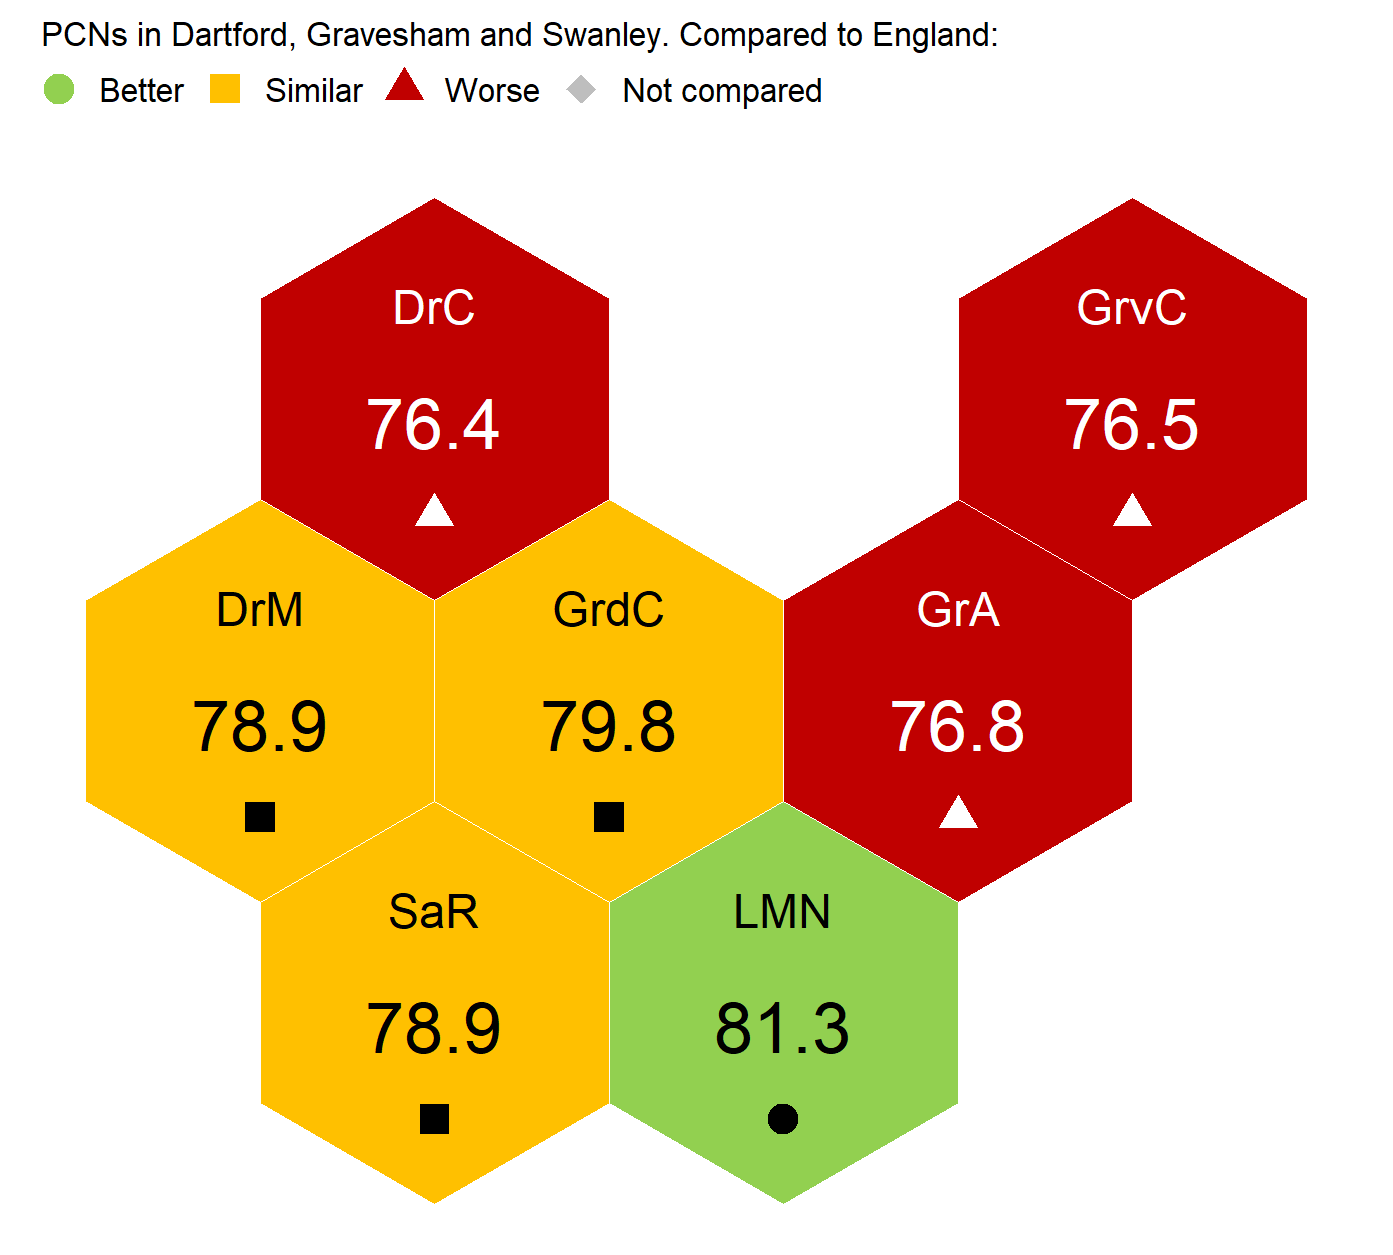 PCNs in Dartford, Gravesham and Swanley. Compared to England:
Better Similar Worse Not compared
DrC
76.4
GrvC
76.5
DrM
78.9
GrdC
79.8
GrA
76.8
SaR
78.9
LMN
81.3